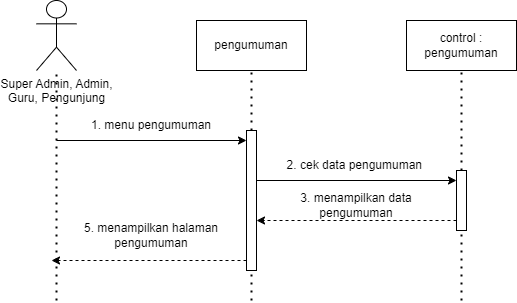 pengumuman
control :
pengumuman
Super Admin, Admin,
Guru, Pengunjung
1. menu pengumuman
2. cek data pengumuman
3. menampilkan data
pengumuman
5. menampilkan halaman
pengumuman